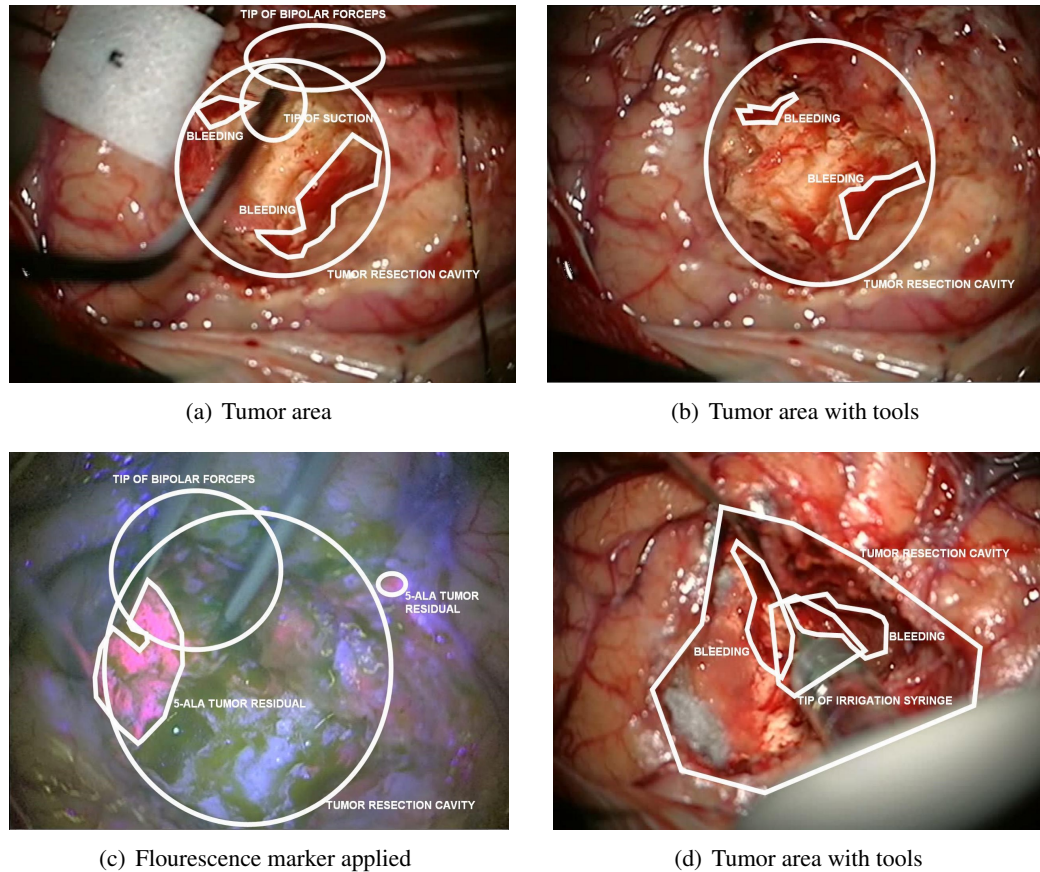 TIP OF BIPOLAR FORCEPS
BLEEDING
TIP OF SUCTION
BLEEDING
TUMOR RESECTION CAVITY
(a) Tumor area
BLEEDING
BLEEDING
TUMOR RESECTION CAVITY
(b) Tumor area with tools
TIP OF BIPOLAR FORCEPS
5-ALA TUMOR
RESIDUAL
5-ALA TUMOR RESIDUAL
TUMOR RESECTION CAVITY
(c) Flourescence marker applied
TUMOR RESECTION CAVITY
BLEEDING
BLEEDING
TIP OF IRRIGATION SYRINGE
(d) Tumor area with tools